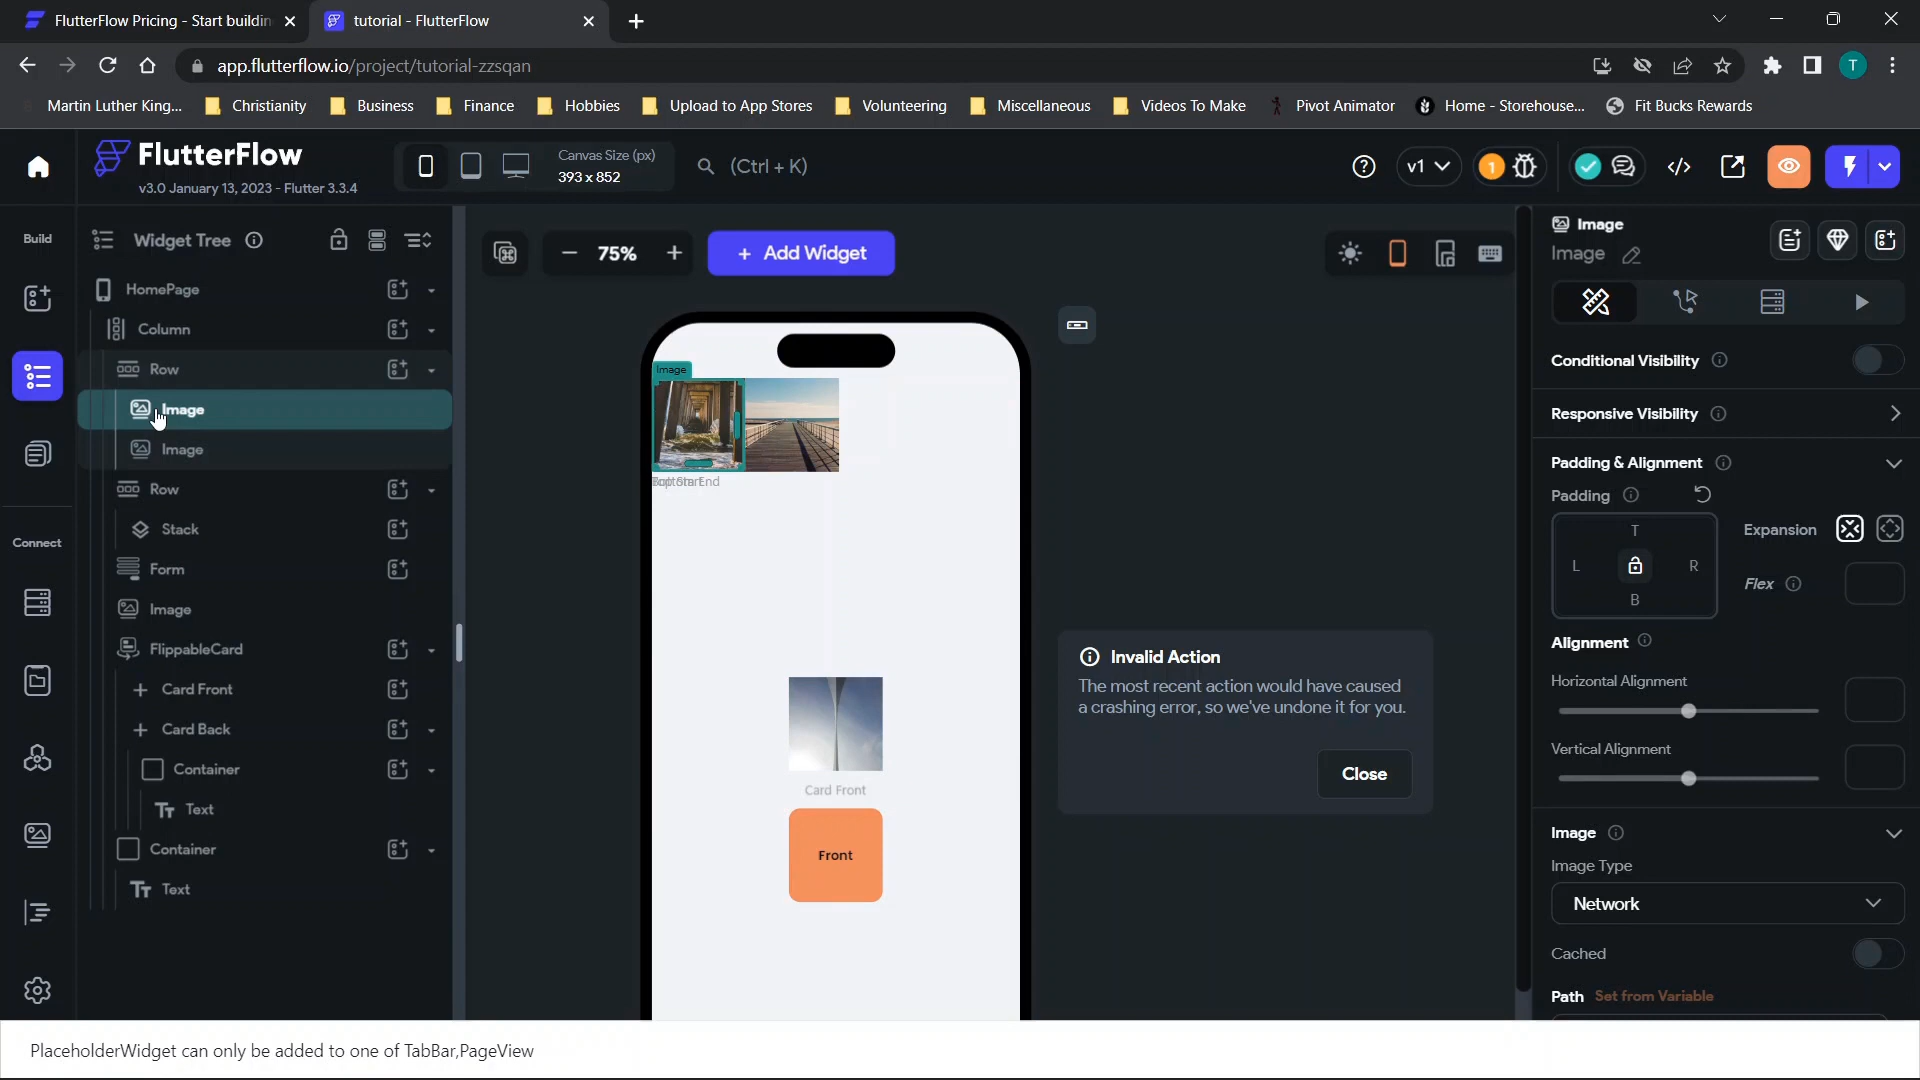 FlutterFlow Pricing - Start buildin
tutorial - FlutterFlow
app.flutterflow.io/project/tutorial-zzsqan
T
Martin Luther King...
Christianity
Business
Finance
Hobbies
Upload to App Stores
Volunteering
Miscellaneous
Videos To Make
Pivot Animator
Home - Storehouse...
Fit Bucks Rewards
FlutterFlow
v3.0 January 13, 2023 - Flutter 3.3.4
Canvas Size (px)
393 x 852
(Ctrl + K)
v1
1
Build
Connect
Widget Tree
HomePage
Column
Row
Image
Image
Row
Stack
Form
Image
FlippableCard
Card Front
Card Back
Container
Text
Container
Text
75%
+ Add Widget
Image
Card Front
Front
Invalid Action
The most recent action would have caused
a crashing error, so we've undone it for you.
Close
Image
Image
Conditional Visibility
Responsive Visibility
Padding & Alignment
Padding
T
L
R
B
Expansion
Flex
Alignment
Horizontal Alignment
Vertical Alignment
Image
Image Type
Network
Cached
Path Set from Variable
PlaceholderWidget can only be added to one of TabBar,PageView